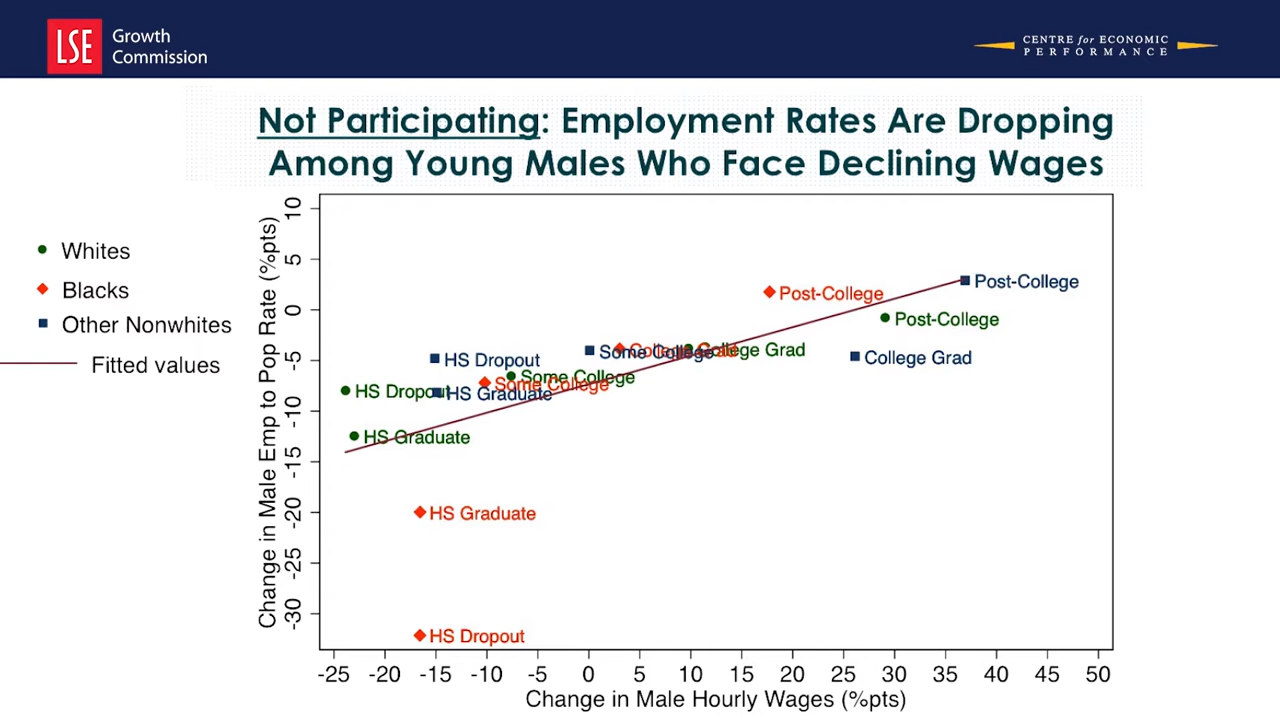 LSE
Growth
Commission
CENTRE for ECONOMIC
PERFORMANCE
Not Participating: Employment Rates Are Dropping
Among Young Males Who Face Declining Wages
Whites
Blacks
Other Nonwhites
Fitted values
Change in Male Emp to Pop Rate (%pts)
10
5
0
-5
-10
-15
-20
-25
-30
Post-College
Post-College
Post-College
Some College
College Grad
College Grad
College Grad
HS Dropout
Some College
Some College
HS Dropout
HS Graduate
HS Graduate
HS Graduate
HS Dropout
-25 -20 -15 -10 -5 0 5 10 15 20 25 30 35 40 45 50
Change in Male Hourly Wages (%pts)